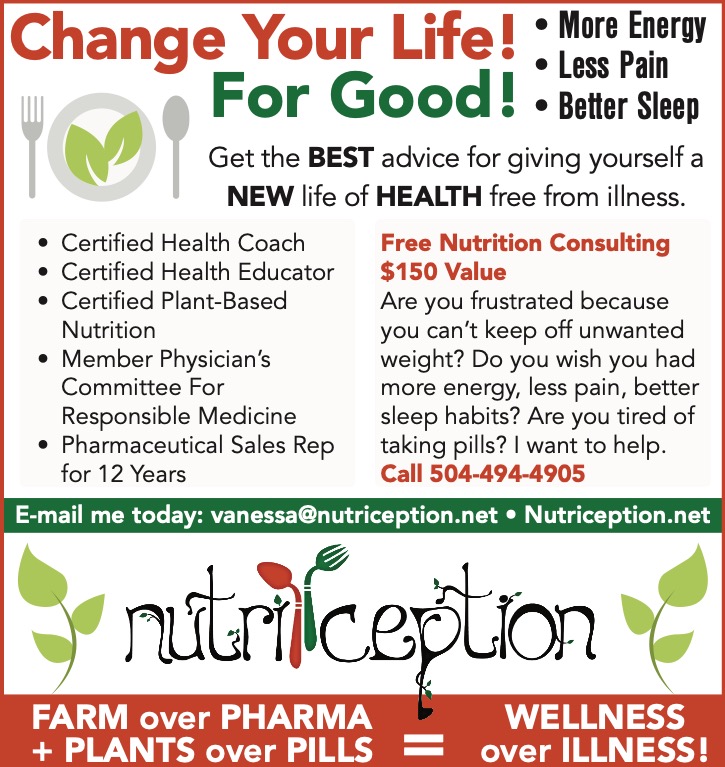 Change Your Life!
For Good!
• More Energy
• Less Pain
• Better Sleep
Get the BEST advice for giving yourself a
NEW life of HEALTH free from illness.
• Certified Health Coach
• Certified Health Educator
• Certified Plant-Based
Nutrition
• Member Physician’s
Committee For
Responsible Medicine
• Pharmaceutical Sales Rep
for 12 Years
Free Nutrition Consulting
$150 Value
Are you frustrated because
you can’t keep off unwanted
weight? Do you wish you had
more energy, less pain, better
sleep habits? Are you tired of
taking pills? I want to help.
Call 504-494-4905
E-mail me today: vanessa@nutriception.net • Nutriception.net
nutriception
FARM over PHARMA
+ PLANTS over PILLS
=
WELLNESS
over ILLNESS!